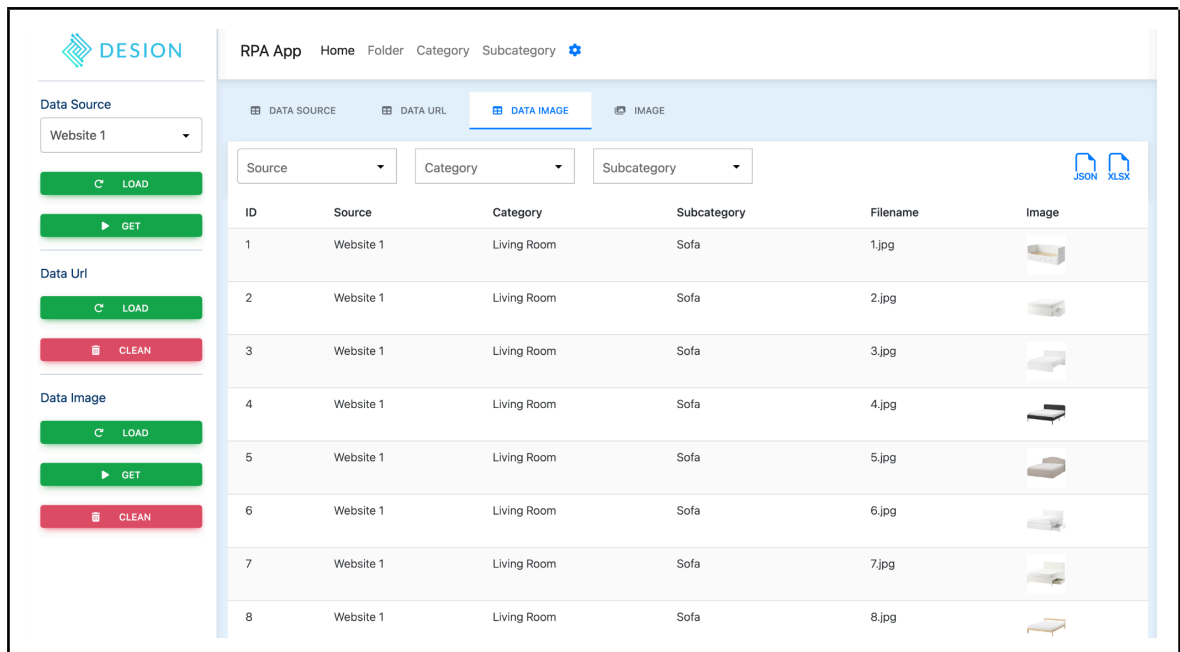 DESION
RPA App Home Folder Category Subcategory
Data Source
Website 1
LOAD
GET
Data Url
LOAD
CLEAN
Data Image
LOAD
GET
CLEAN
DATA SOURCE DATA URL DATA IMAGE IMAGE
Source Category Subcategory JSON XLSX
ID Source Category Subcategory Filename Image
1 Website 1 Living Room Sofa 1.jpg
2 Website 1 Living Room Sofa 2.jpg
3 Website 1 Living Room Sofa 3.jpg
4 Website 1 Living Room Sofa 4.jpg
5 Website 1 Living Room Sofa 5.jpg
6 Website 1 Living Room Sofa 6.jpg
7 Website 1 Living Room Sofa 7.jpg
8 Website 1 Living Room Sofa 8.jpg